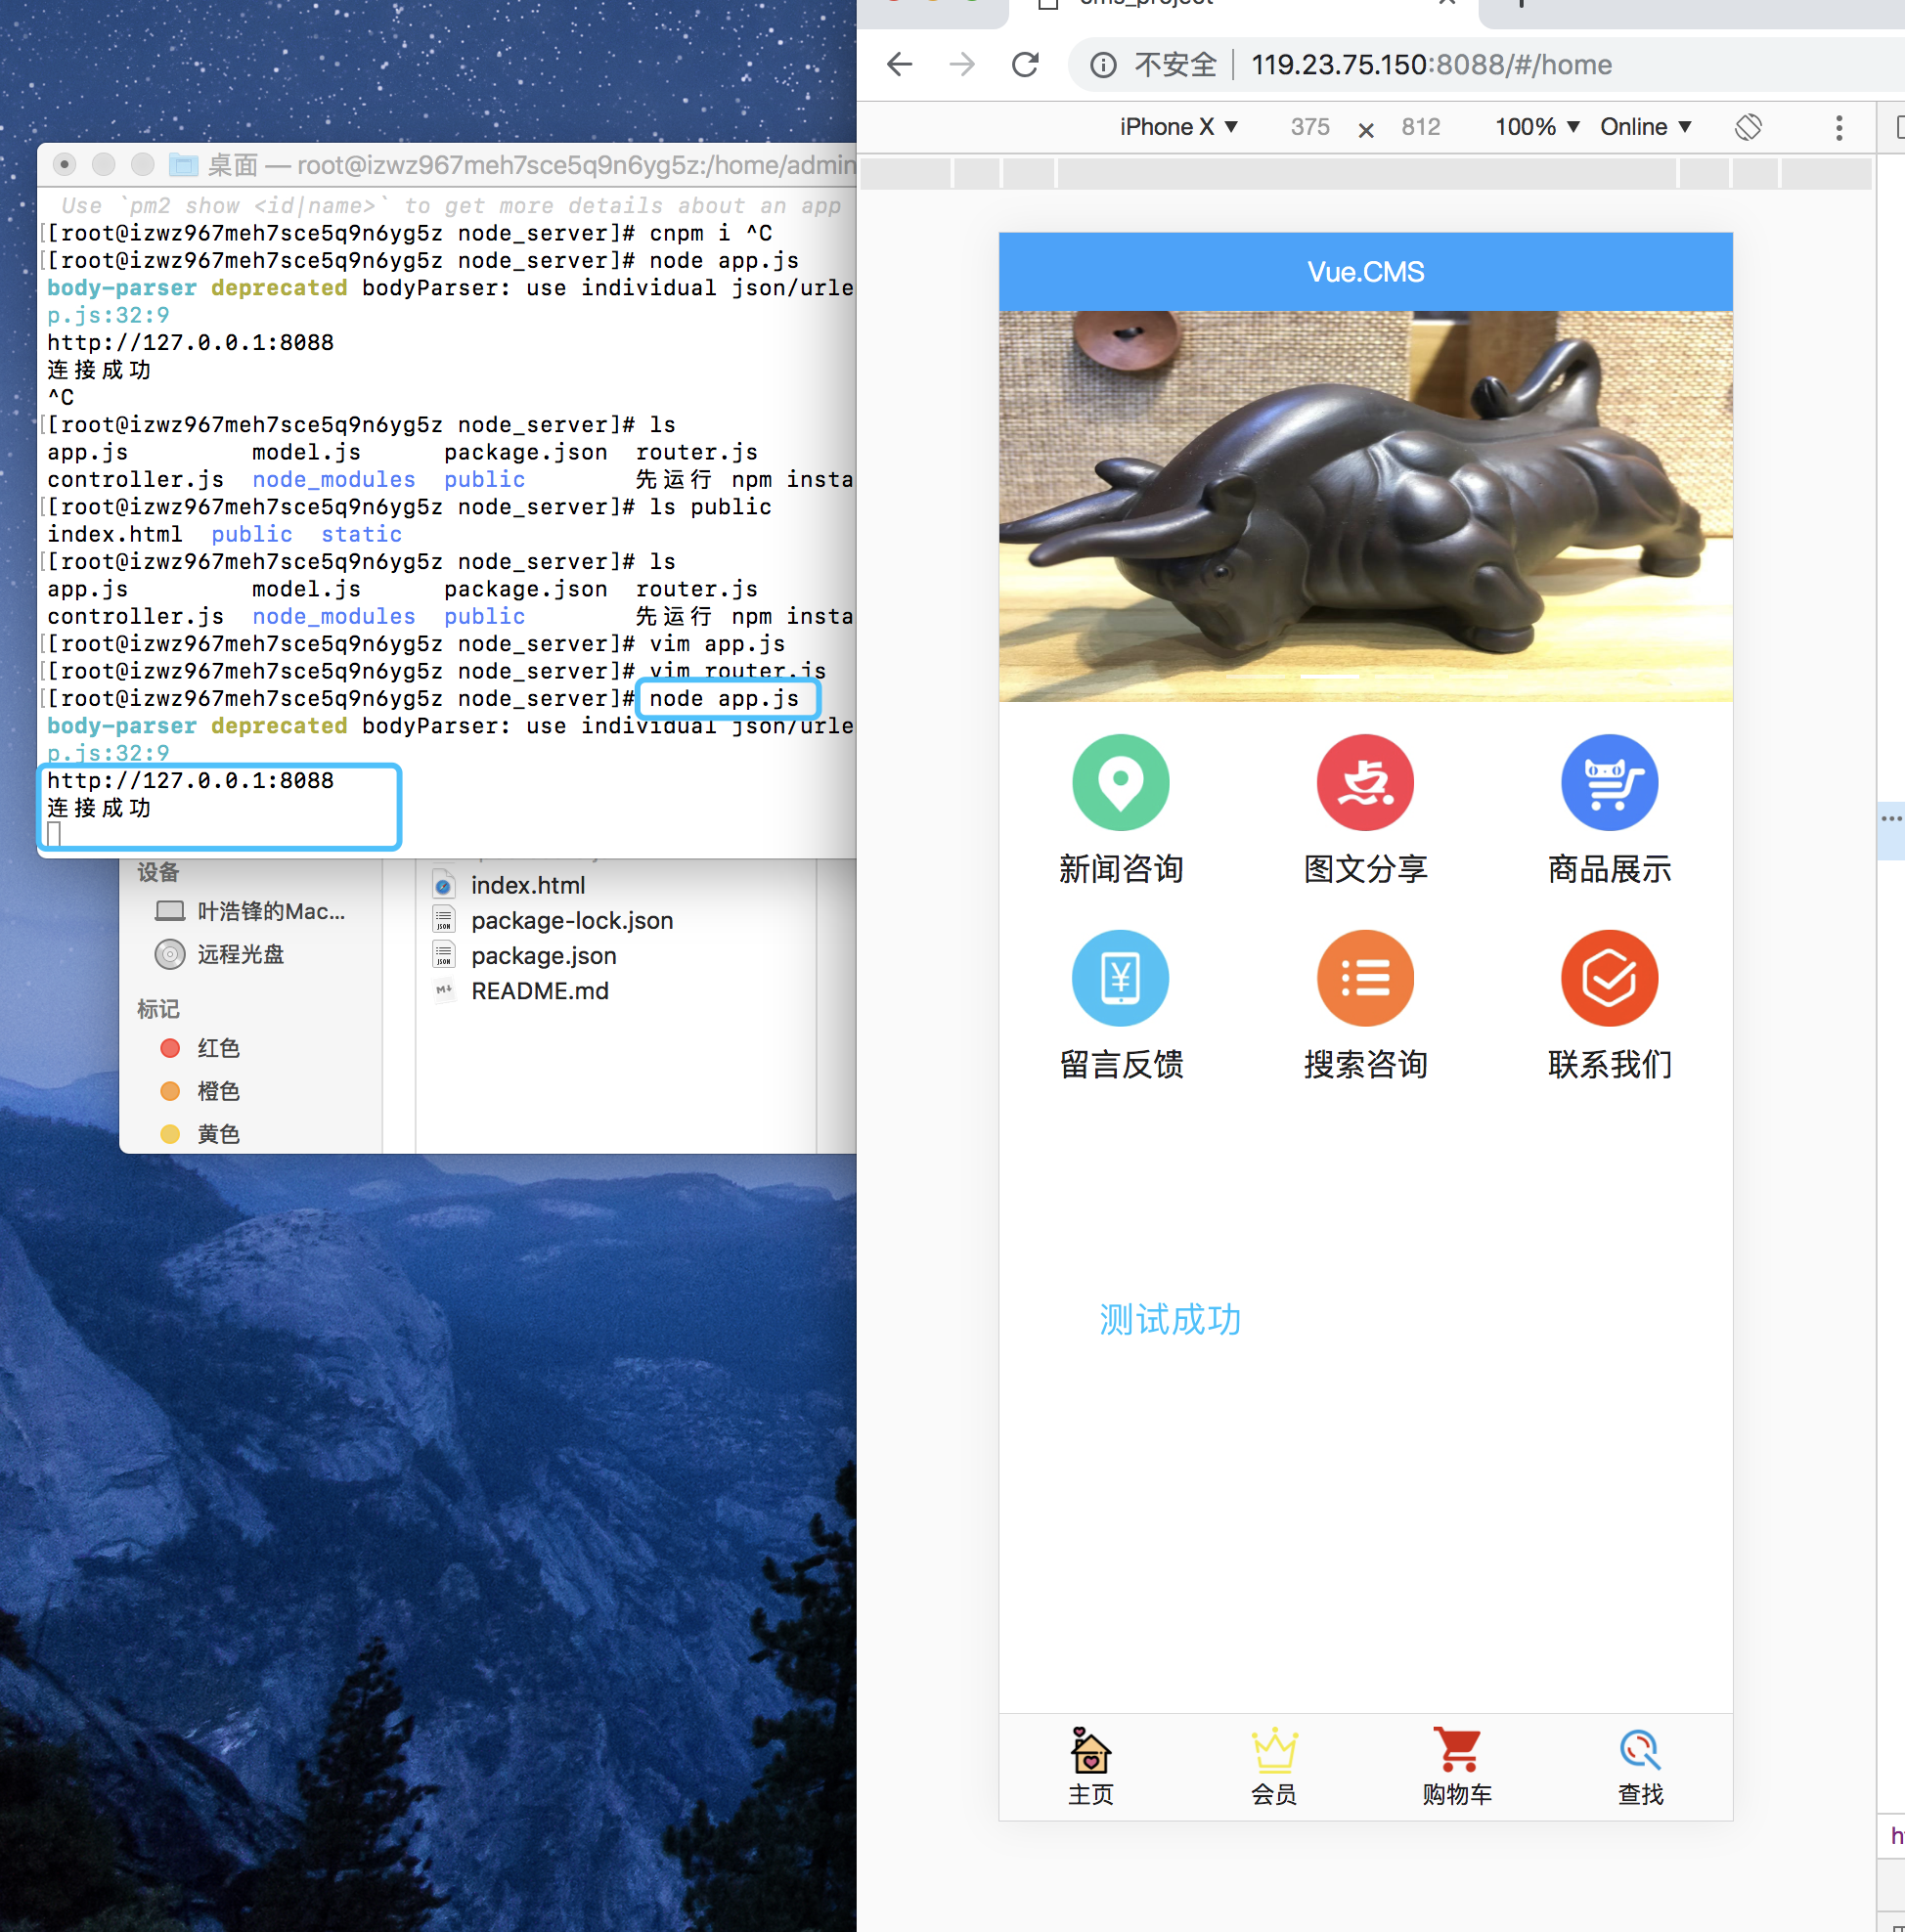 桌面 — root@izwz967meh7sce5q9n6yg5z:/home/admin
Use `pm2 show <id|name>` to get more details about an app
[[root@izwz967meh7sce5q9n6yg5z node_server]# cnpm i ^C
[[root@izwz967meh7sce5q9n6yg5z node_server]# node app.js
body-parser deprecated bodyParser: use individual json/urle
p.js:32:9
http://127.0.0.1:8088
连接成功
^C
[[root@izwz967meh7sce5q9n6yg5z node_server]# ls
app.js model.js package.json router.js
controller.js node_modules public 先运行 npm insta
[[root@izwz967meh7sce5q9n6yg5z node_server]# ls public
index.html public static
[[root@izwz967meh7sce5q9n6yg5z node_server]# ls
app.js model.js package.json router.js
controller.js node_modules public 先运行 npm insta
[[root@izwz967meh7sce5q9n6yg5z node_server]# vim app.js
[[root@izwz967meh7sce5q9n6yg5z node_server]# vim router.js
[[root@izwz967meh7sce5q9n6yg5z node_server]# node app.js
body-parser deprecated bodyParser: use individual json/urle
p.js:32:9
http://127.0.0.1:8088
连接成功
设备
叶浩锋的Mac...
远程光盘
标记
红色
橙色
黄色
index.html
package-lock.json
package.json
README.md
cms_project
不安全 | 119.23.75.150:8088/#/home
iPhone X ▼ 375 × 812 100% ▼ Online ▼
Vue.CMS
新闻咨询 图文分享 商品展示
留言反馈 搜索咨询 联系我们
测试成功
主页 会员 购物车 查找